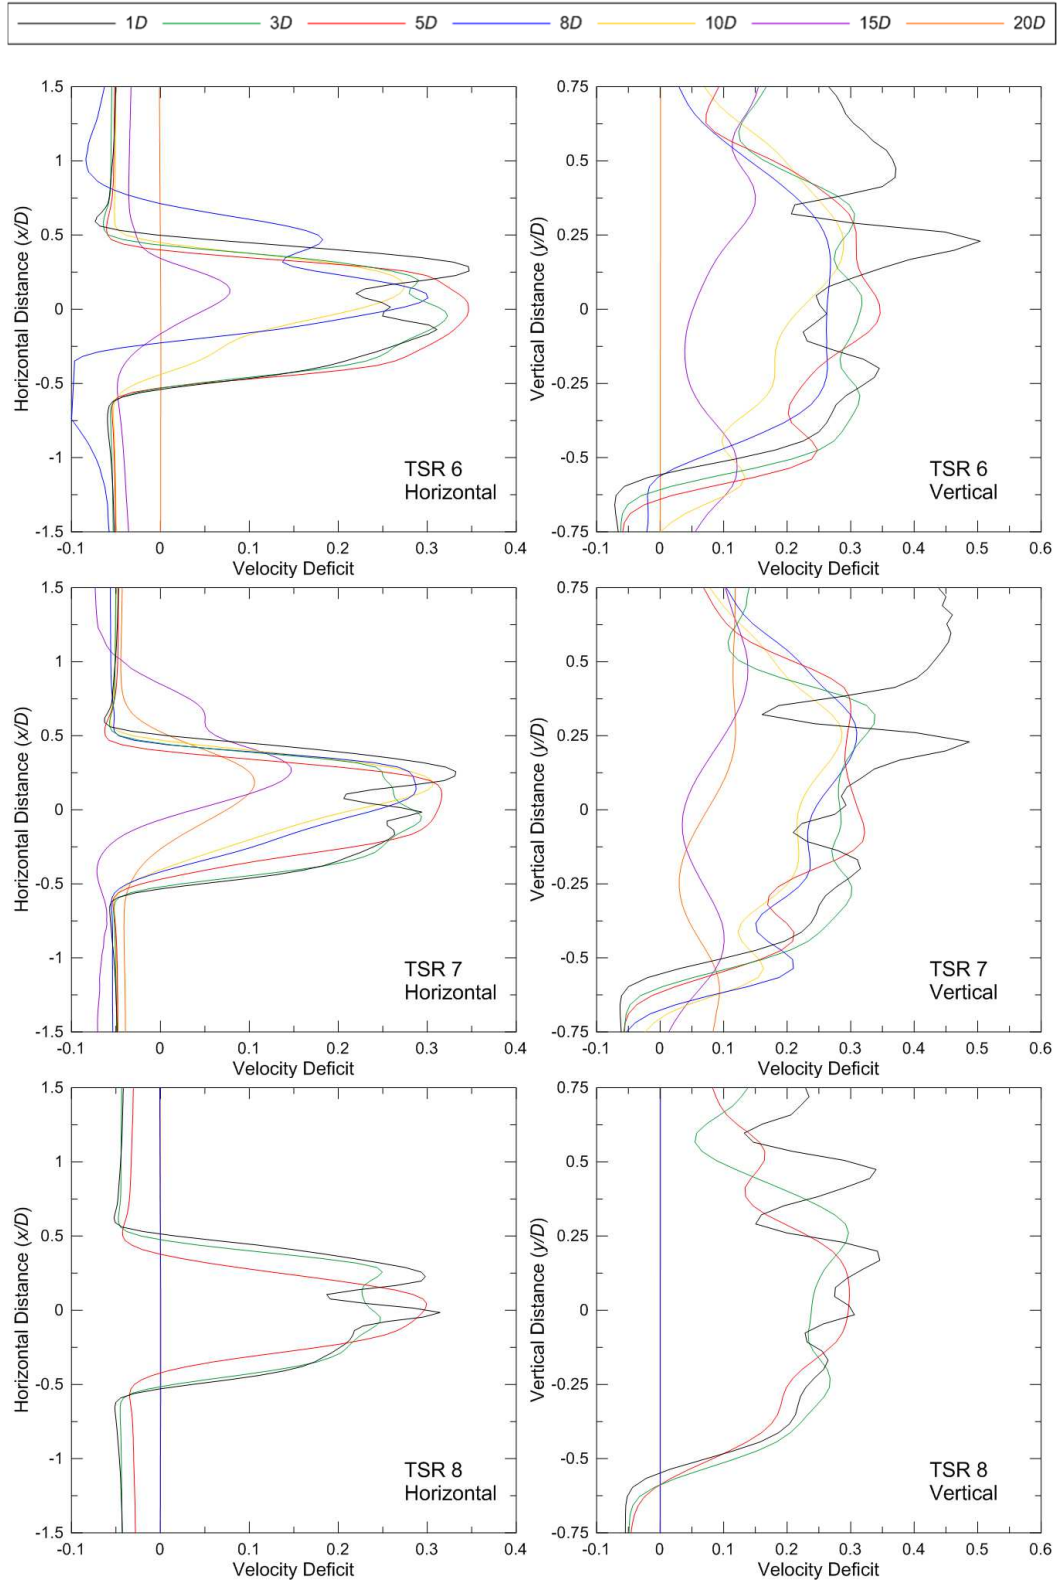 1D 3D 5D 8D 10D 15D 20D
1.5
1
0.5
0
-0.5
-1
-1.5
Horizontal Distance (x/D)
TSR 6
Horizontal
-0.1 0 0.1 0.2 0.3 0.4
Velocity Deficit
0.75
0.5
0.25
0
-0.25
-0.5
-0.75
Vertical Distance (y/D)
TSR 6
Vertical
-0.1 0 0.1 0.2 0.3 0.4 0.5 0.6
Velocity Deficit
1.5
1
0.5
0
-0.5
-1
-1.5
Horizontal Distance (x/D)
TSR 7
Horizontal
-0.1 0 0.1 0.2 0.3 0.4
Velocity Deficit
0.75
0.5
0.25
0
-0.25
-0.5
-0.75
Vertical Distance (y/D)
TSR 7
Vertical
-0.1 0 0.1 0.2 0.3 0.4 0.5 0.6
Velocity Deficit
1.5
1
0.5
0
-0.5
-1
-1.5
Horizontal Distance (x/D)
TSR 8
Horizontal
-0.1 0 0.1 0.2 0.3 0.4
Velocity Deficit
0.75
0.5
0.25
0
-0.25
-0.5
-0.75
Vertical Distance (y/D)
TSR 8
Vertical
-0.1 0 0.1 0.2 0.3 0.4 0.5 0.6
Velocity Deficit